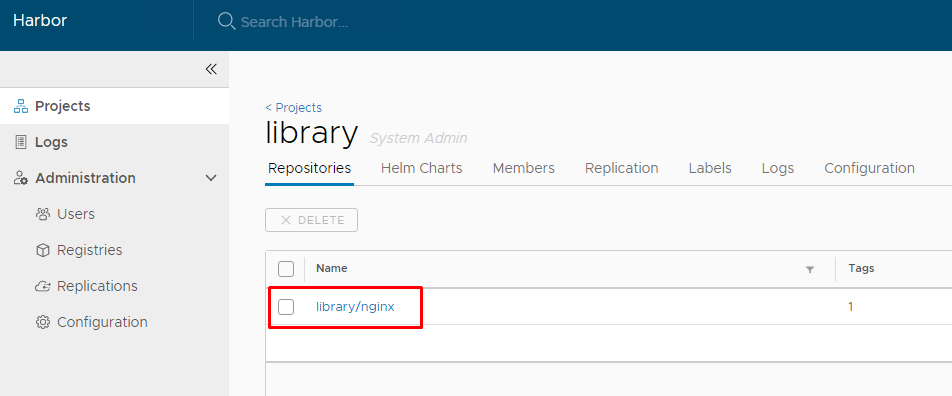 Harbor
Search Harbor...
Projects
Logs
Administration
Users
Registries
Replications
Configuration
< Projects
library System Admin
Repositories Helm Charts Members Replication Labels Logs Configuration
DELETE
Name Tags
library/nginx 1